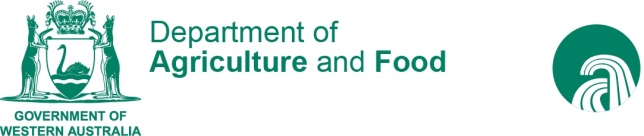 Department of
Agriculture and Food
GOVERNMENT OF
WESTERN AUSTRALIA